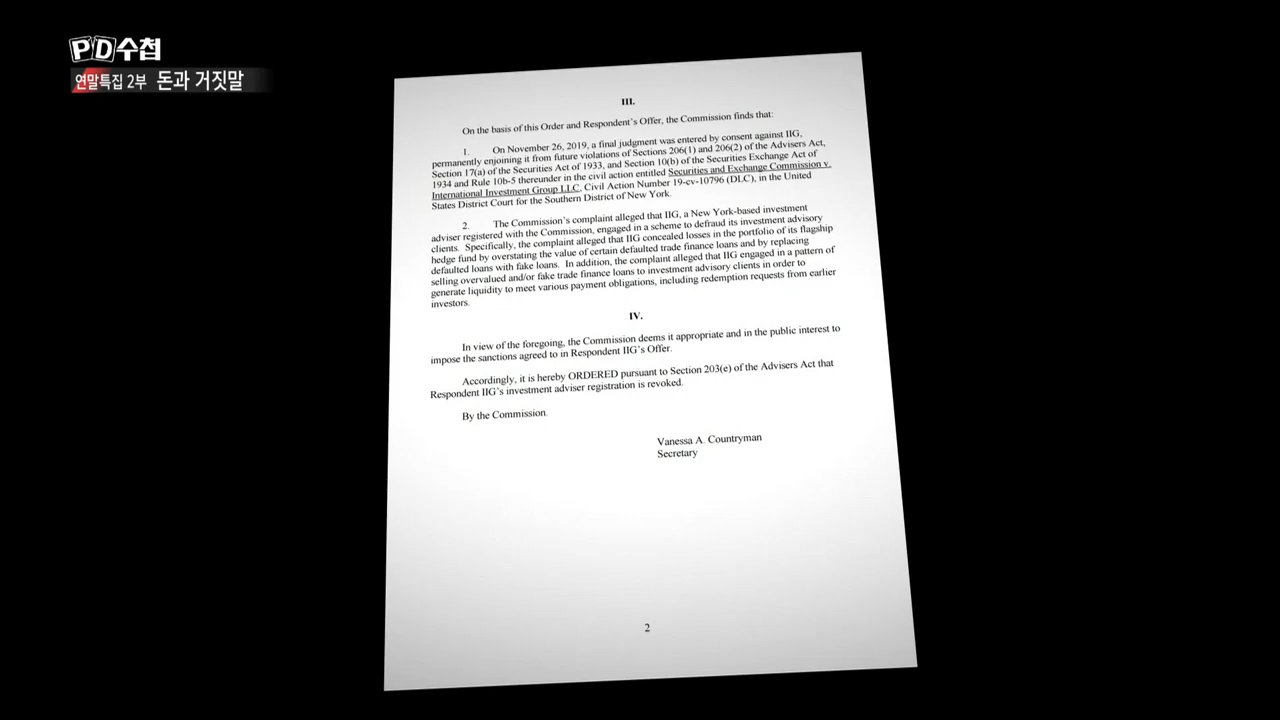 PD수첩
연말특집 2부 돈과 거짓말
III.
On the basis of this Order and Respondent's Offer, the Commission finds that:
1. On November 26, 2019, a final judgment was entered by consent against IIG,
permanently enjoining it from future violations of Sections 206(1) and 206(2) of the Advisers Act,
Section 17(a) of the Securities Act of 1933, and Section 10(b) of the Securities Exchange Act of
1934 and Rule 10b-5 thereunder in the civil action entitled Securities and Exchange Commission v.
International Investment Group LLC, Civil Action Number 19-cv-10796 (DLC), in the United
States District Court for the Southern District of New York.
2. The Commission's complaint alleged that IIG, a New York-based investment
adviser registered with the Commission, engaged in a scheme to defraud its investment advisory
clients. Specifically, the complaint alleged that IIG concealed losses in the portfolio of its flagship
hedge fund by overstating the value of certain defaulted trade finance loans and by replacing
defaulted loans with fake loans. In addition, the complaint alleged that IIG engaged in a pattern of
selling overvalued and/or fake trade finance loans to investment advisory clients in order to
generate liquidity to meet various payment obligations, including redemption requests from earlier
investors.
IV.
In view of the foregoing, the Commission deems it appropriate and in the public interest to
impose the sanctions agreed to in Respondent IIG's Offer.
Accordingly, it is hereby ORDERED pursuant to Section 203(e) of the Advisers Act that
Respondent IIG's investment adviser registration is revoked.
By the Commission.
Vanessa A. Countryman
Secretary
2